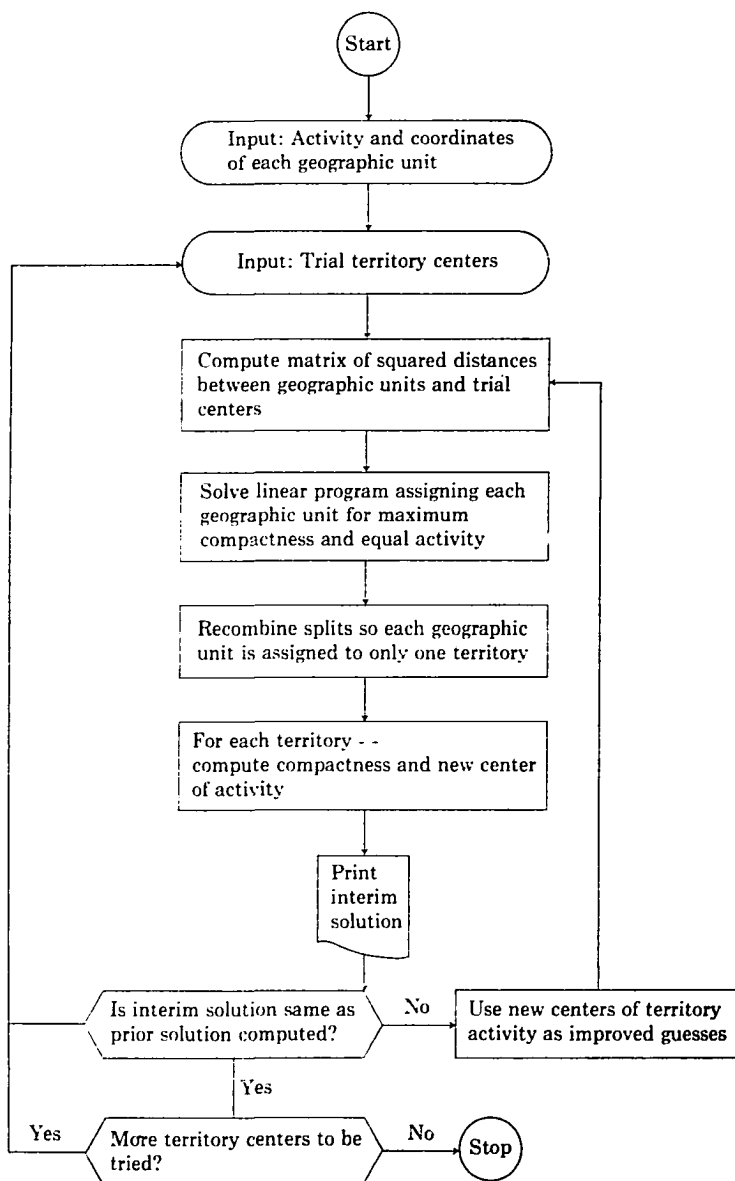 Start
Input: Activity and coordinates
of each geographic unit
Input: Trial territory centers
Compute matrix of squared distances
between geographic units and trial
centers
Solve linear program assigning each
geographic unit for maximum
compactness and equal activity
Recombine splits so each geographic
unit is assigned to only one territory
For each territory - -
compute compactness and new center
of activity
Print
interim
solution
Is interim solution same as
prior solution computed?
No
Use new centers of territory
activity as improved guesses
Yes
Yes
More territory centers to be
tried?
No
Stop